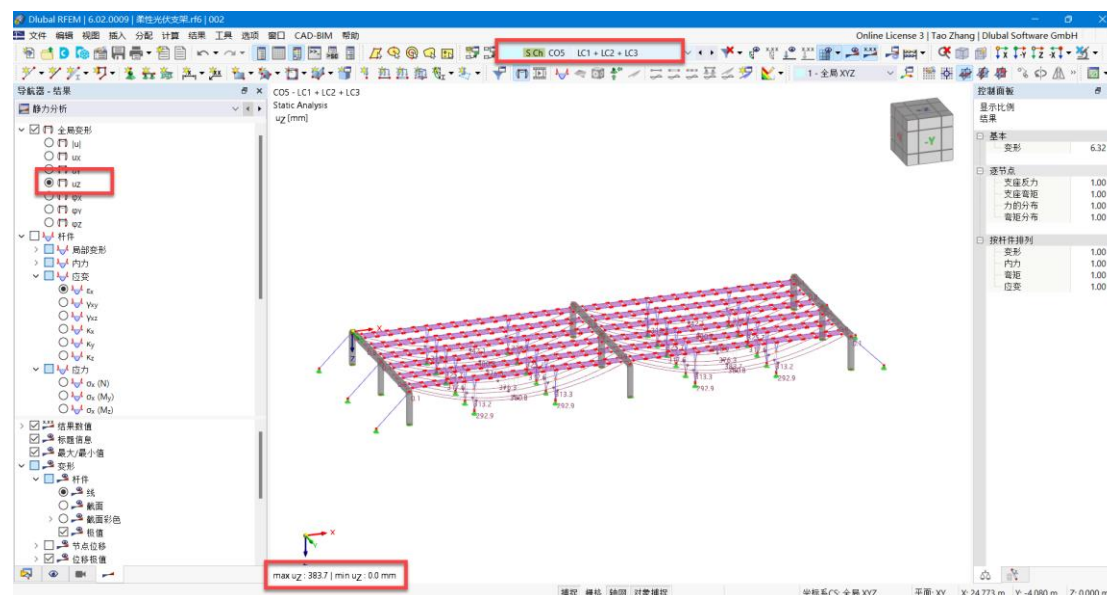 Dlubal RFEM | 6.02.0009 | 柔性光伏支架.rf6 | 002
文件 编辑 视图 插入 分配 计算 结果 工具 选项 窗口 CAD-BIM 帮助
Online License 3 | Tao Zhang | Dlubal Software GmbH
S Ch CO5 LC1 + LC2 + LC3
1 - 全局 XYZ
导航器 - 结果
静力分析
全局变形
|u|
ux
uY
uz
φx
φY
φz
杆件
局部变形
内力
应变
εx
γxy
γxz
κx
κy
κz
应力
σx (N)
σx (My)
σx (Mz)
结果数值
标题信息
最大/最小值
变形
杆件
线
截面
截面彩色
极值
节点位移
位移极值
CO5 - LC1 + LC2 + LC3
Static Analysis
uZ [mm]
-Y
X
Z
313.2
292.9
313.3
292.9
313.2
292.9
X
Y
max uZ : 383.7 | min uZ : 0.0 mm
控制面板
显示比例
结果
基本
变形 6.32
逐节点
支座反力 1.00
支座弯矩 1.00
力的分布 1.00
弯矩分布 1.00
按杆件排列
变形 1.00
内力 1.00
弯矩 1.00
应变 1.00
捕捉 栅格 轴网 对象捕捉
坐标系CS: 全局 XYZ
平面: XY
X: 24.773 m Y: -4.080 m Z: 0.000 m